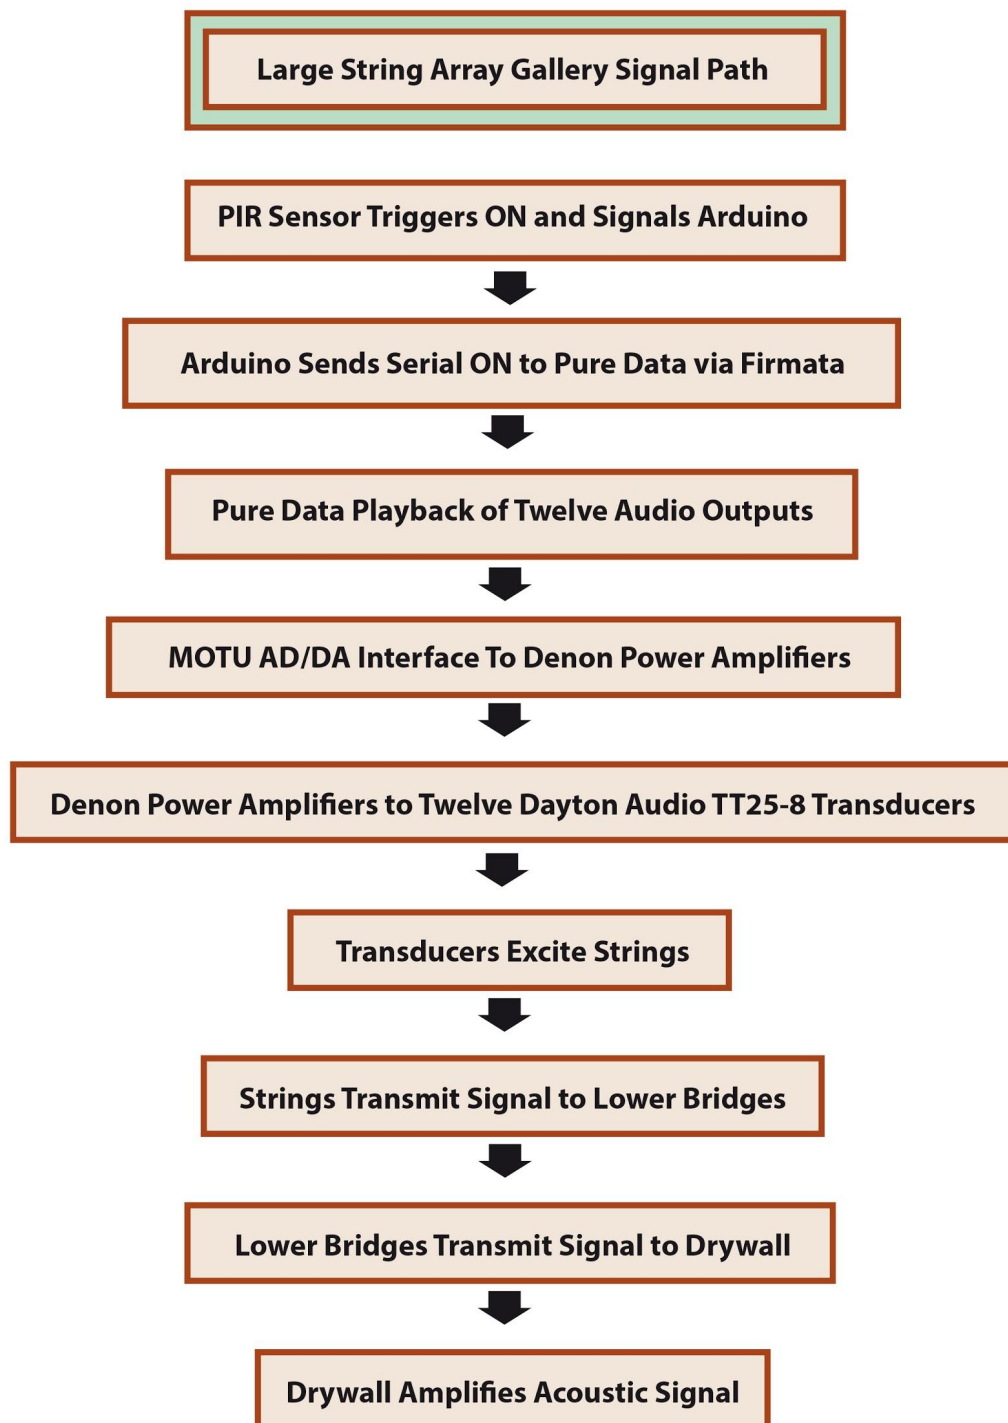 Large String Array Gallery Signal Path
PIR Sensor Triggers ON and Signals Arduino
Arduino Sends Serial ON to Pure Data via Firmata
Pure Data Playback of Twelve Audio Outputs
MOTU AD/DA Interface To Denon Power Amplifiers
Denon Power Amplifiers to Twelve Dayton Audio TT25-8 Transducers
Transducers Excite Strings
Strings Transmit Signal to Lower Bridges
Lower Bridges Transmit Signal to Drywall
Drywall Amplifies Acoustic Signal